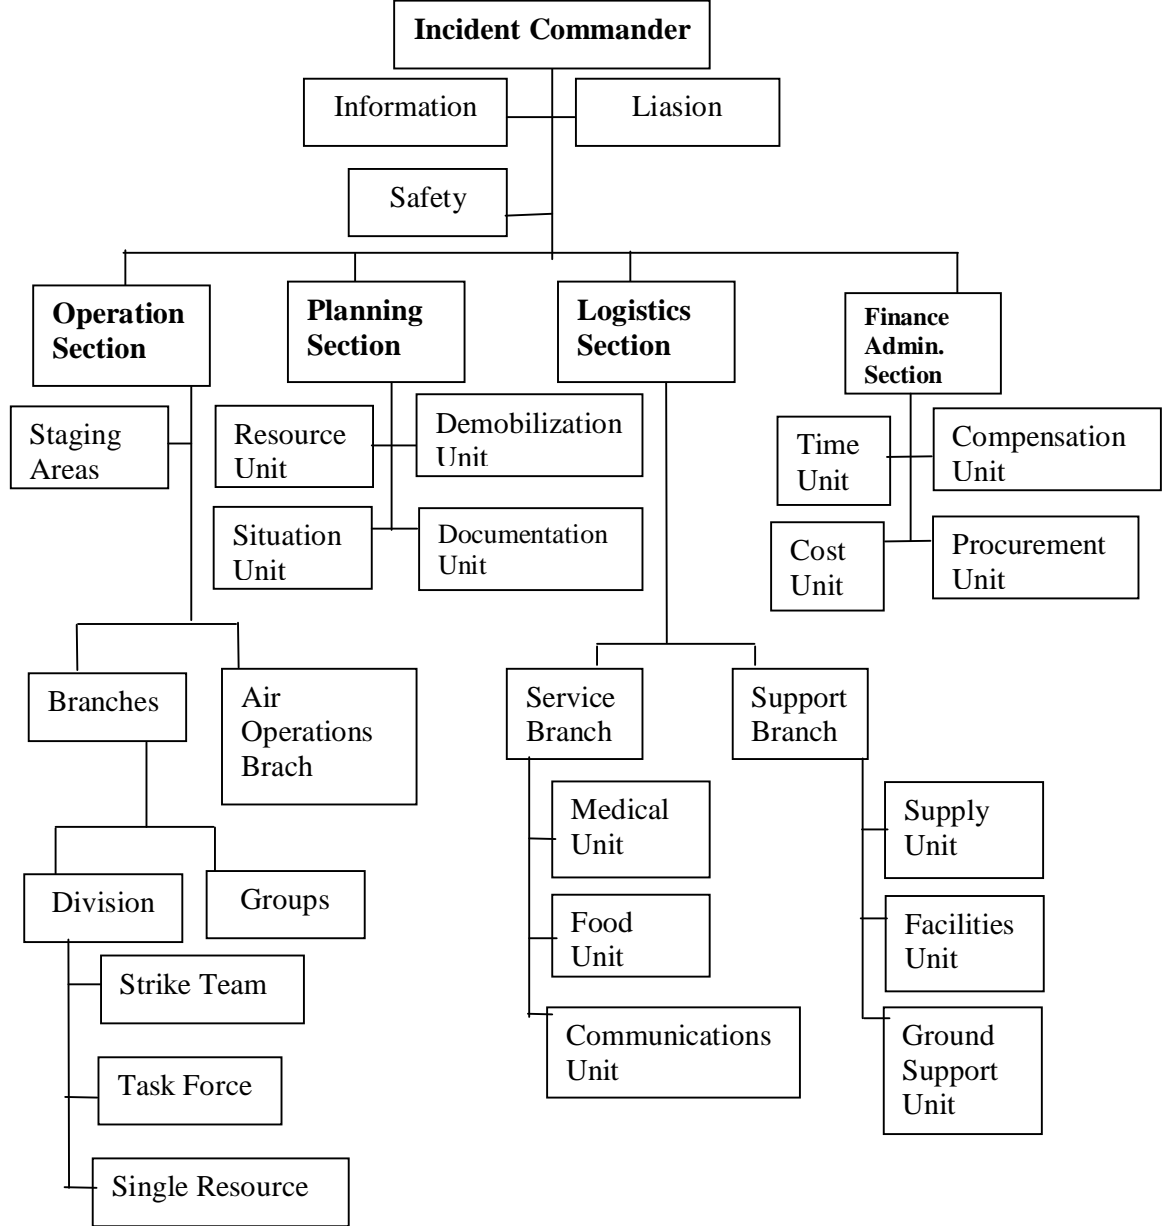 Incident Commander
Information
Liasion
Safety
Operation
Section
Planning
Section
Logistics
Section
Finance
Admin.
Section
Staging
Areas
Resource
Unit
Demobilization
Unit
Situation
Unit
Documentation
Unit
Time
Unit
Compensation
Unit
Cost
Unit
Procurement
Unit
Branches
Air
Operations
Brach
Service
Branch
Support
Branch
Medical
Unit
Supply
Unit
Division
Groups
Food
Unit
Facilities
Unit
Strike Team
Communications
Unit
Ground
Support
Unit
Task Force
Single Resource